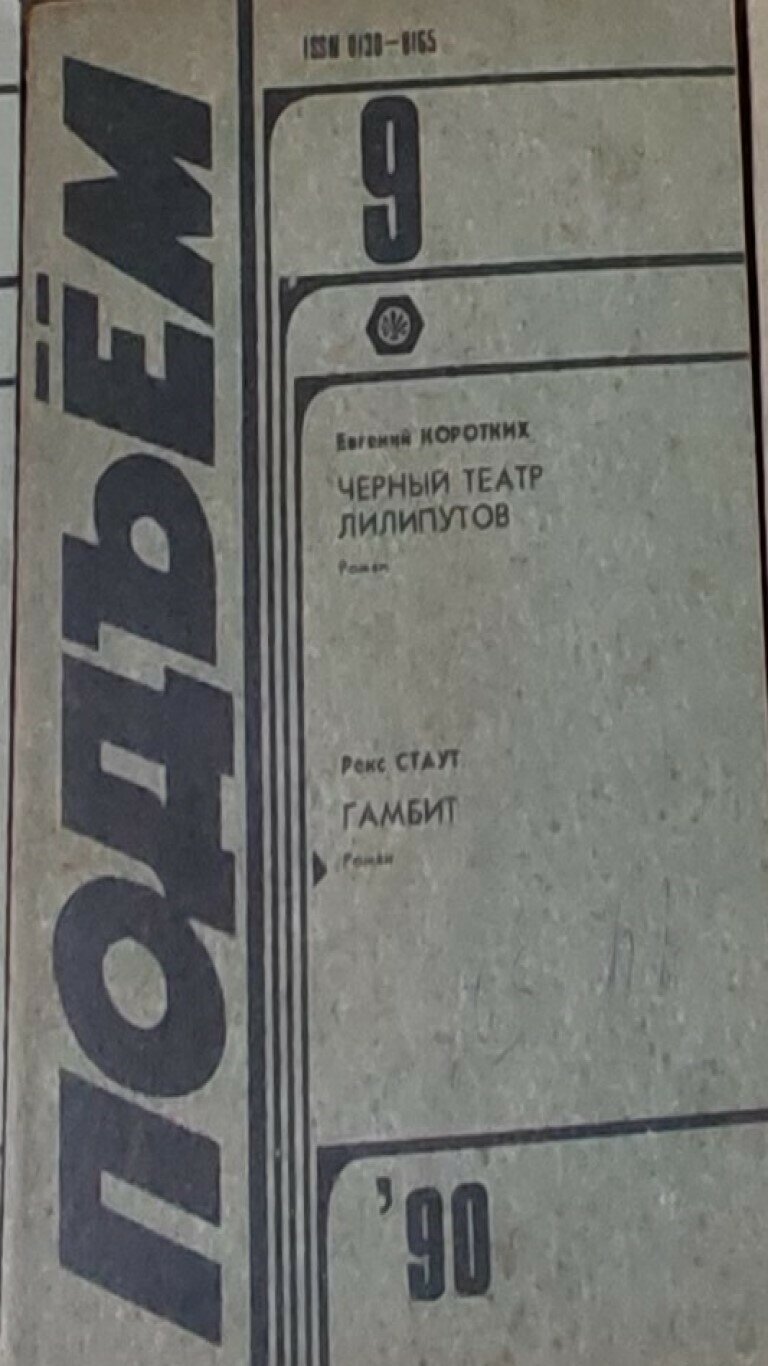 ISSN 0130—8165
ПОДЪЁМ
9
Евгений КОРОТКИХ
ЧЕРНЫЙ ТЕАТР
ЛИЛИПУТОВ
Роман
Рекс СТАУТ
ГАМБИТ
Роман
'90